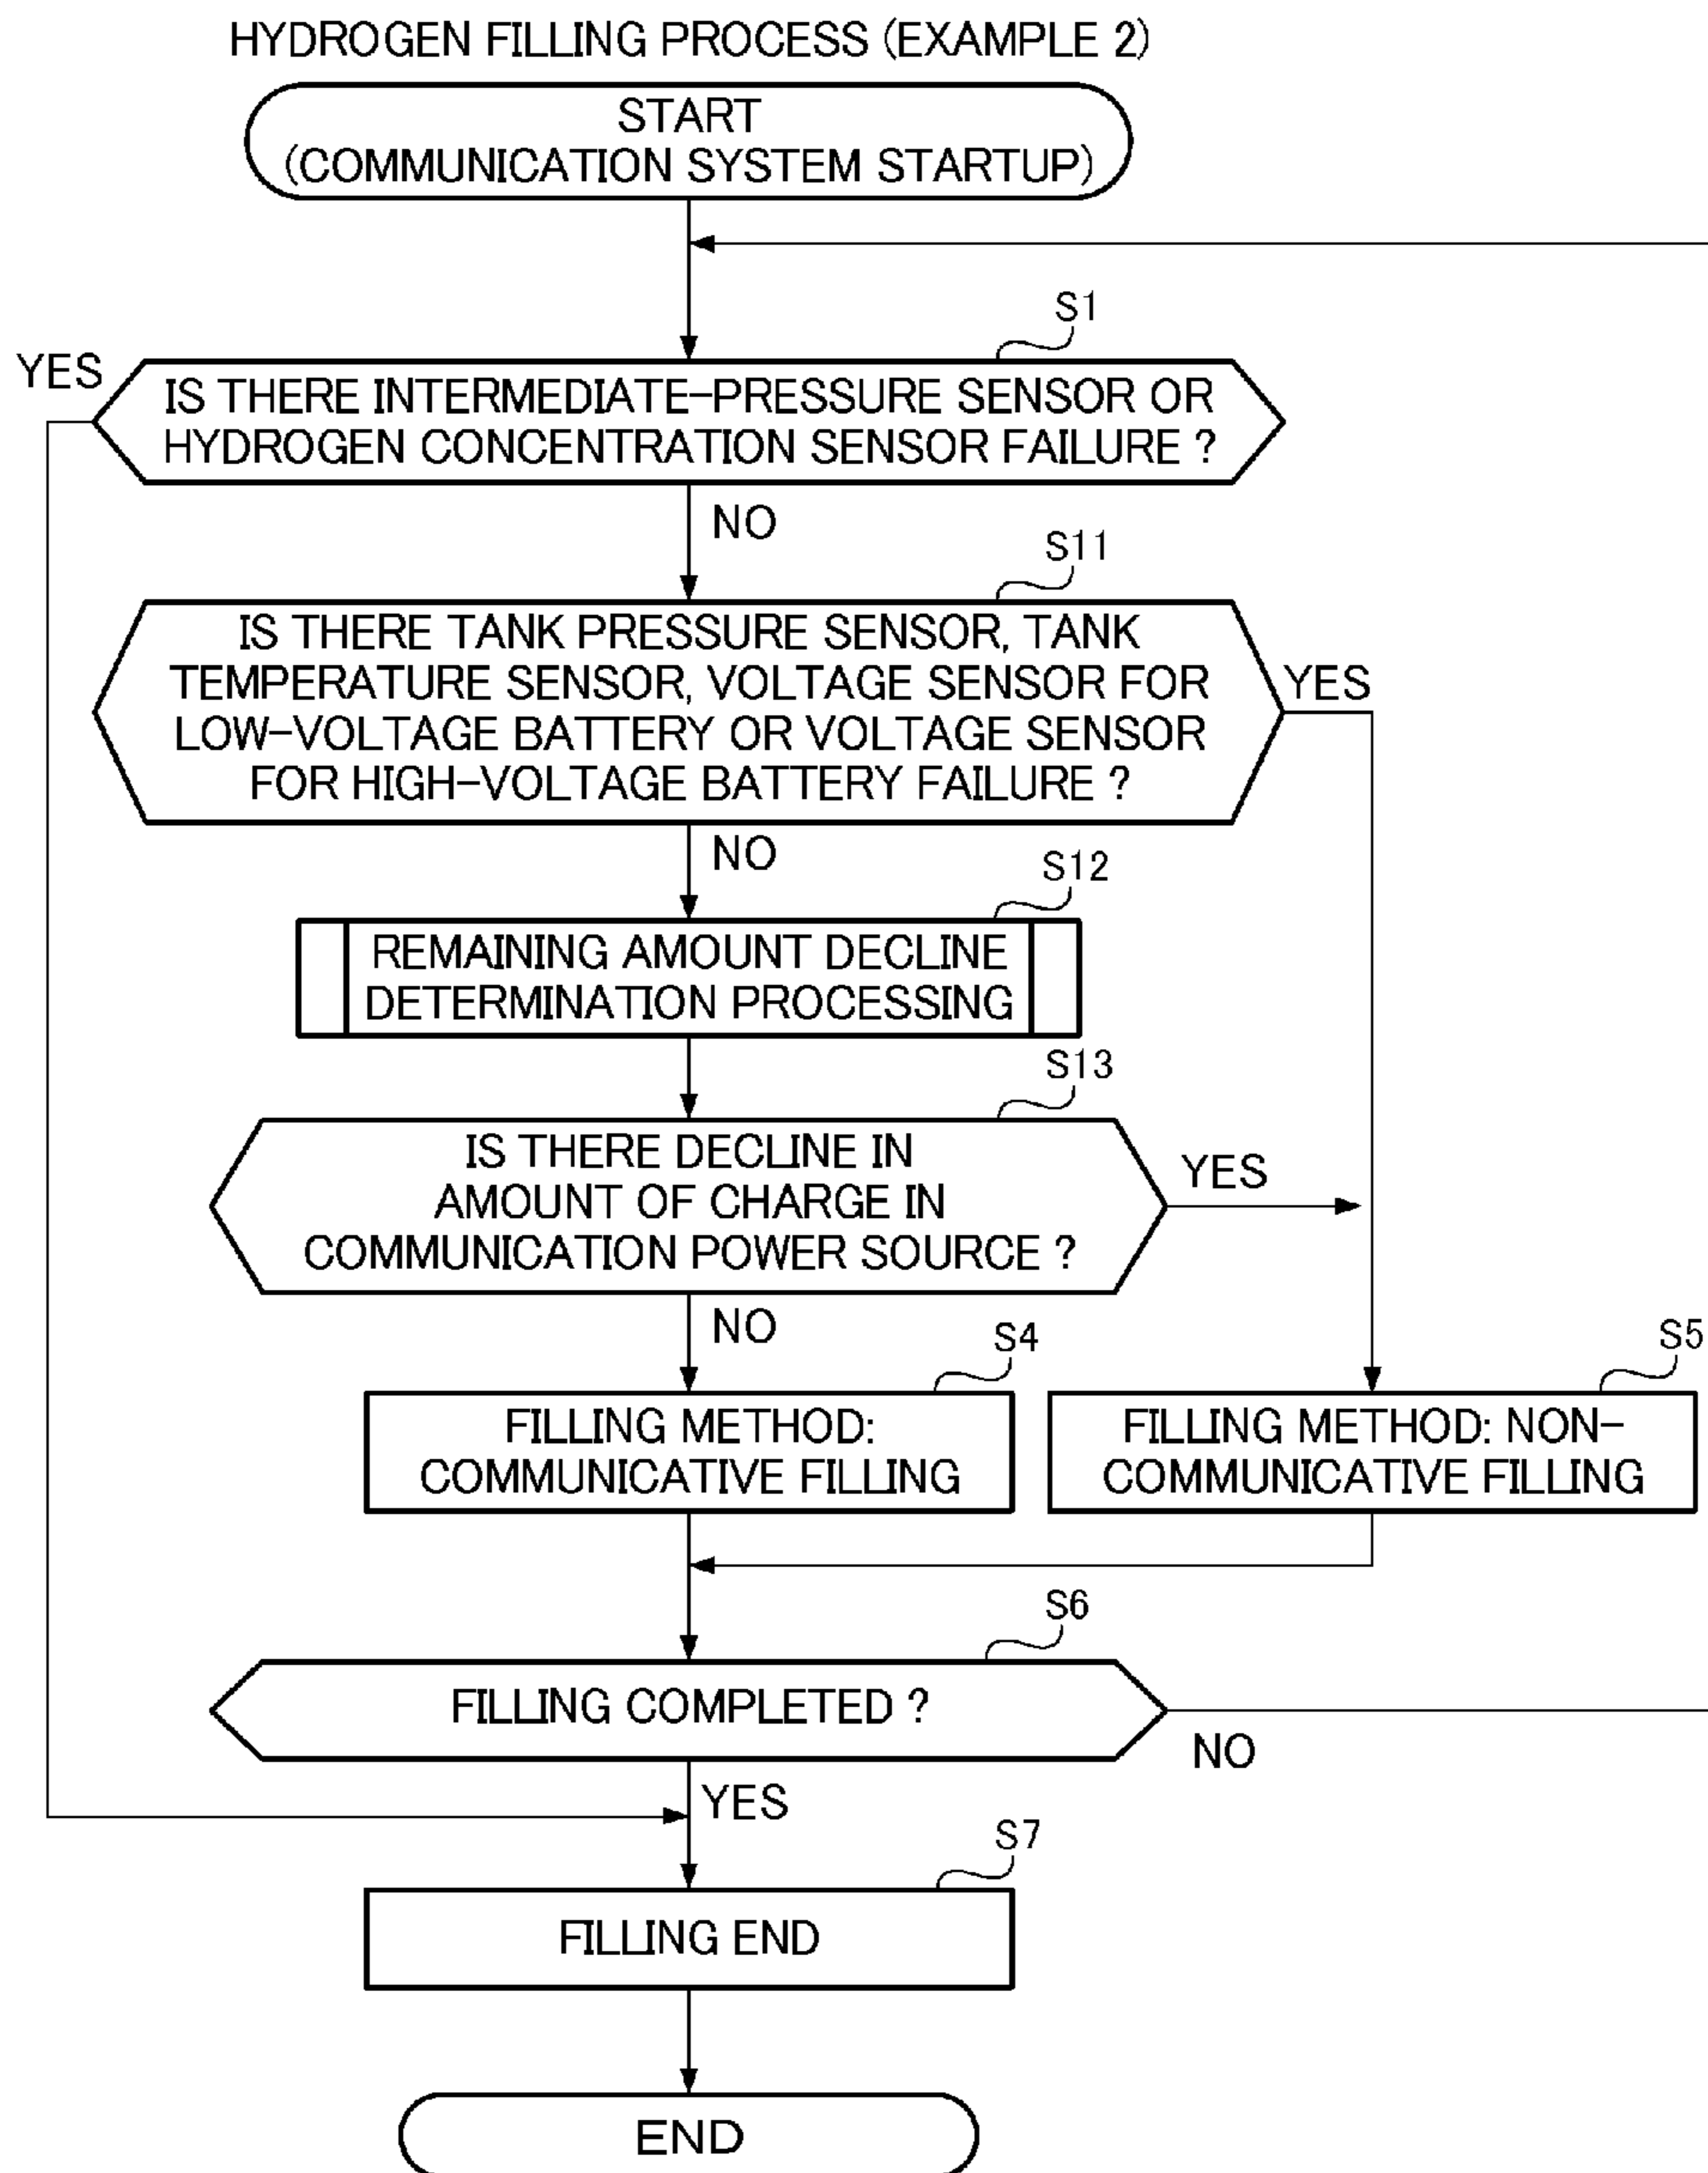 HYDROGEN FILLING PROCESS (EXAMPLE 2)
START
(COMMUNICATION SYSTEM STARTUP)
S1
YES
IS THERE INTERMEDIATE-PRESSURE SENSOR OR
HYDROGEN CONCENTRATION SENSOR FAILURE ?
NO
S11
IS THERE TANK PRESSURE SENSOR, TANK
TEMPERATURE SENSOR, VOLTAGE SENSOR FOR
LOW-VOLTAGE BATTERY OR VOLTAGE SENSOR
FOR HIGH-VOLTAGE BATTERY FAILURE ?
YES
NO
S12
REMAINING AMOUNT DECLINE
DETERMINATION PROCESSING
S13
IS THERE DECLINE IN
AMOUNT OF CHARGE IN
COMMUNICATION POWER SOURCE ?
YES
NO
S4
FILLING METHOD:
COMMUNICATIVE FILLING
S5
FILLING METHOD: NON-
COMMUNICATIVE FILLING
S6
FILLING COMPLETED ?
NO
YES
S7
FILLING END
END